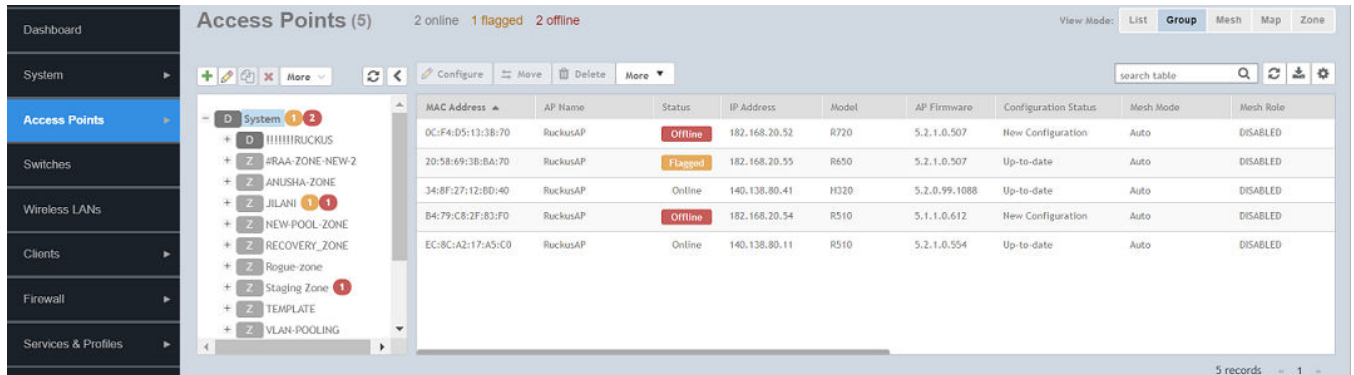 Dashboard
System
Access Points
Switches
Wireless LANs
Clients
Firewall
Services & Profiles
Access Points (5)
2 online 1 flagged 2 offline
View Mode: List Group Mesh Map Zone
More
Configure Move Delete More
search table
D System 1 2
D !!!!!!!RUCKUS
Z #RAA-ZONE-NEW-2
Z ANUSHA-ZONE
Z JILANI 1 1
Z NEW-POOL-ZONE
Z RECOVERY_ZONE
Z Rogue-zone
Z Staging Zone 1
Z TEMPLATE
Z VLAN-POOLING
MAC Address AP Name Status IP Address Model AP Firmware Configuration Status Mesh Mode Mesh Role
0C:F4:D5:13:3B:70 RuckusAP Offline 182.168.20.52 R720 5.2.1.0.507 New Configuration Auto DISABLED
20:58:69:3B:BA:70 RuckusAP Flagged 182.168.20.55 R650 5.2.1.0.507 Up-to-date Auto DISABLED
34:8F:27:12:BD:40 RuckusAP Online 140.138.80.41 H320 5.2.0.99.1088 Up-to-date Auto DISABLED
B4:79:C8:2F:83:F0 RuckusAP Offline 182.168.20.54 R510 5.1.1.0.612 New Configuration Auto DISABLED
EC:8C:A2:17:A5:C0 RuckusAP Online 140.138.80.11 R510 5.2.1.0.554 Up-to-date Auto DISABLED
5 records « 1 »